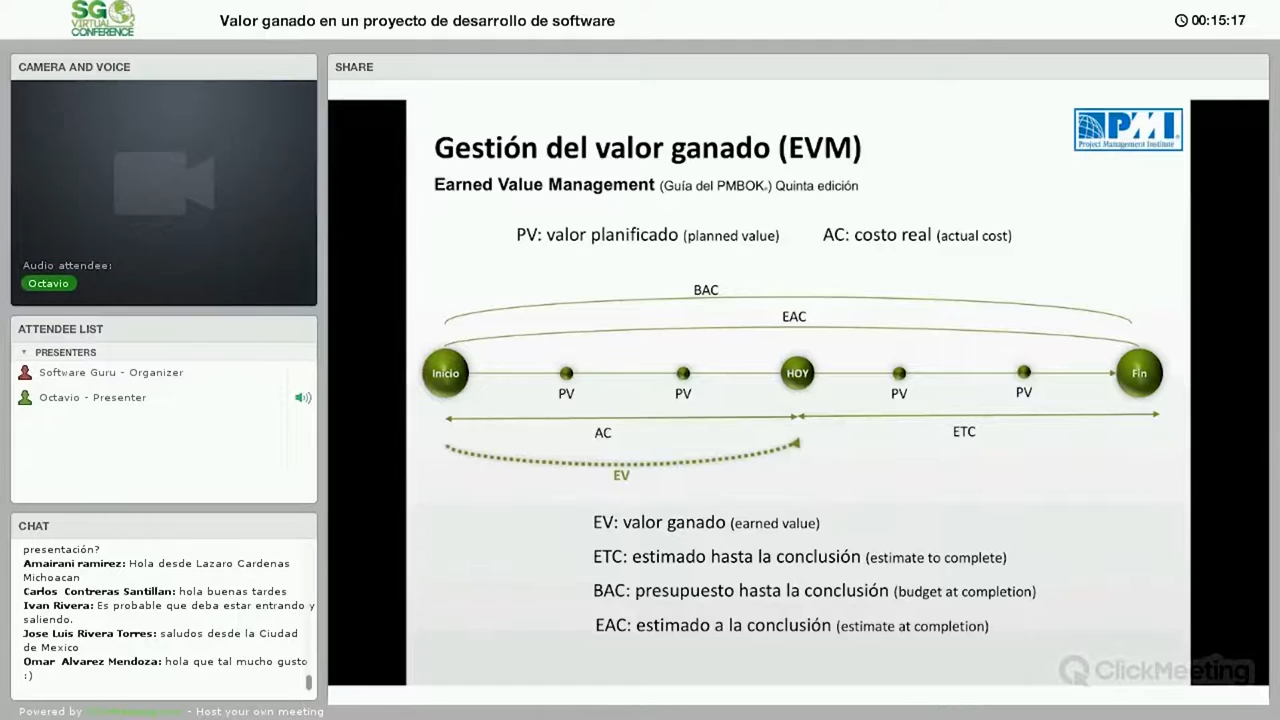 SG
VIRTUAL
CONFERENCE
Valor ganado en un proyecto de desarrollo de software
00:15:17
CAMERA AND VOICE
Audio attendee:
Octavio
ATTENDEE LIST
PRESENTERS
Software Guru - Organizer
Octavio - Presenter
CHAT
presentación?
Amairani ramirez: Hola desde Lazaro Cardenas
Michoacan
Carlos Contreras Santillan: hola buenas tardes
Ivan Rivera: Es probable que deba estar entrando y
saliendo.
Jose Luis Rivera Torres: saludos desde la Ciudad
de Mexico
Omar Alvarez Mendoza: hola que tal mucho gusto
:)
Powered by - Host your own meeting
SHARE
PMI
Project Management Institute
Gestión del valor ganado (EVM)
Earned Value Management (Guía del PMBOK®) Quinta edición
PV: valor planificado (planned value) AC: costo real (actual cost)
BAC
EAC
Inicio HOY Fin
PV PV PV PV
AC ETC
EV
EV: valor ganado (earned value)
ETC: estimado hasta la conclusión (estimate to complete)
BAC: presupuesto hasta la conclusión (budget at completion)
EAC: estimado a la conclusión (estimate at completion)
ClickMeeting